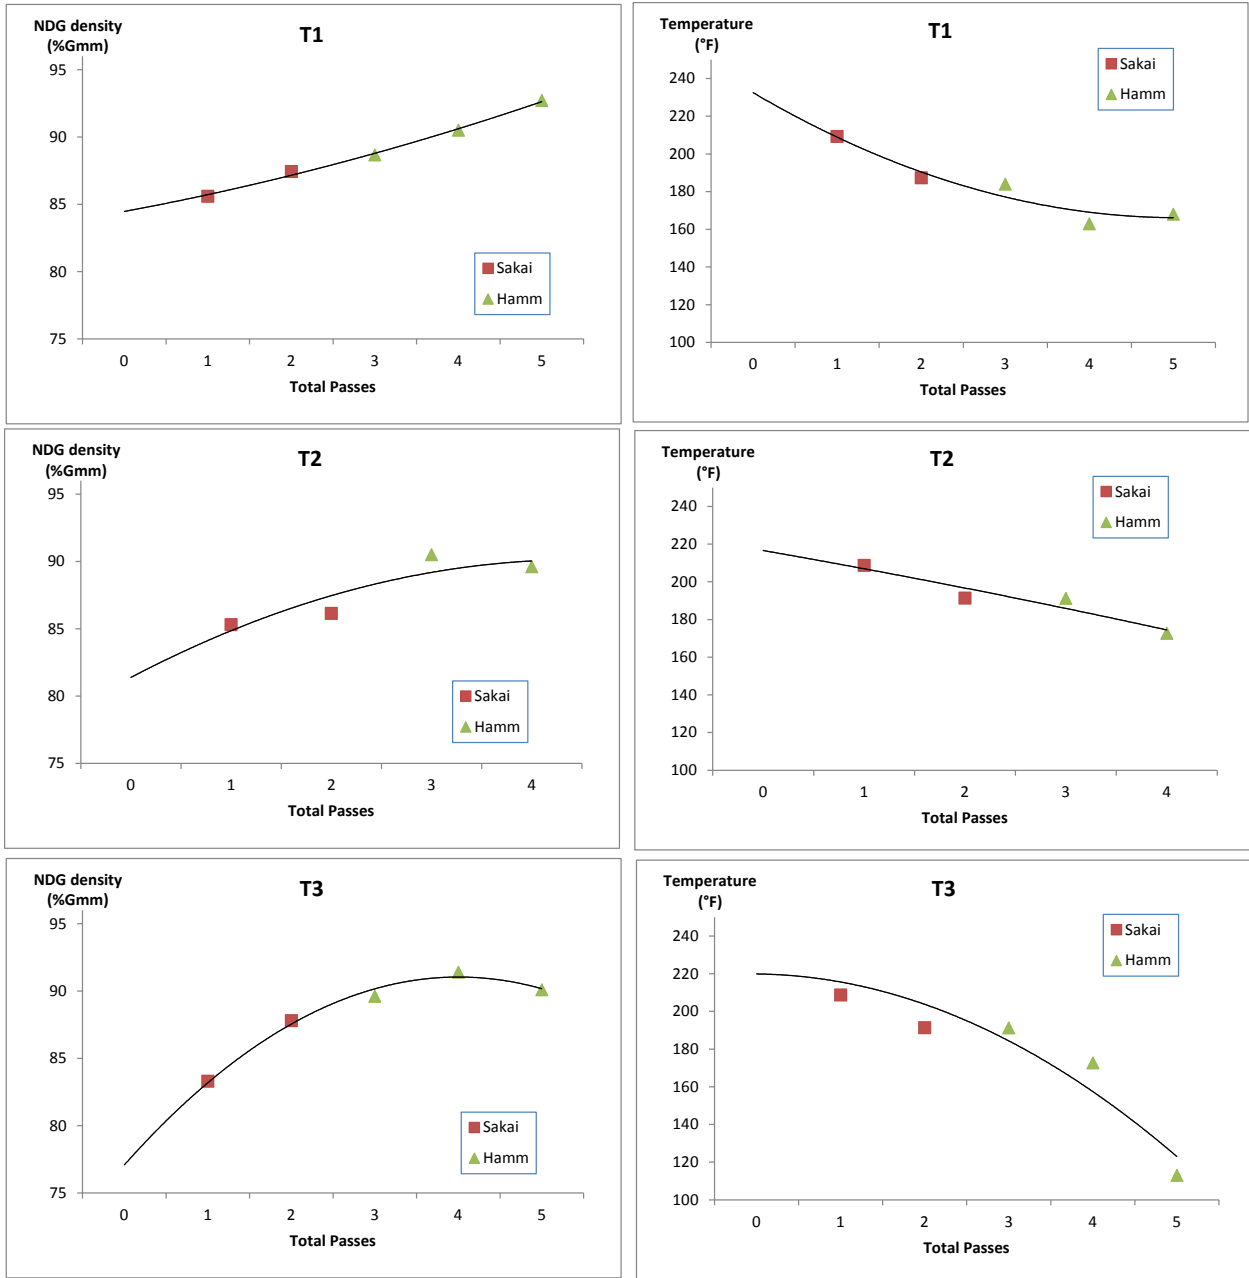 NDG density
(%Gmm)
T1
95
90
85
80
75
0 1 2 3 4 5
Total Passes
Sakai
Hamm
Temperature
(°F)
T1
240
220
200
180
160
140
120
100
0 1 2 3 4 5
Total Passes
Sakai
Hamm
NDG density
(%Gmm)
T2
95
90
85
80
75
0 1 2 3 4
Total Passes
Sakai
Hamm
Temperature
(°F)
T2
240
220
200
180
160
140
120
100
0 1 2 3 4
Total Passes
Sakai
Hamm
NDG density
(%Gmm)
T3
95
90
85
80
75
0 1 2 3 4 5
Total Passes
Sakai
Hamm
Temperature
(°F)
T3
240
220
200
180
160
140
120
100
0 1 2 3 4 5
Total Passes
Sakai
Hamm